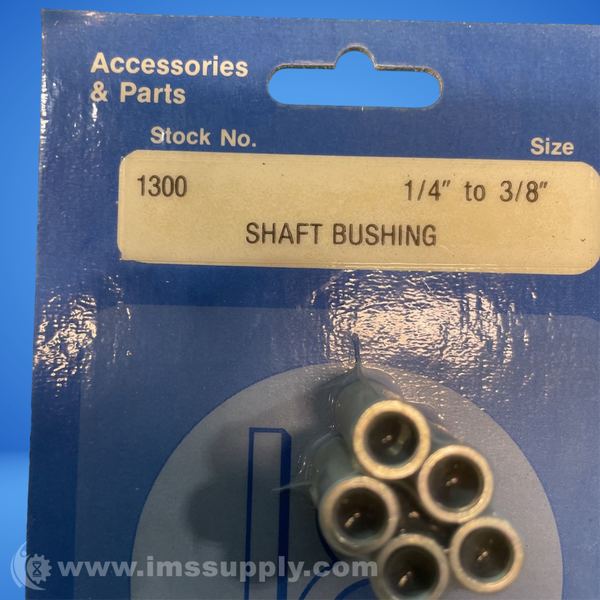 Accessories
& Parts
Stock No. Size
1300 1/4" to 3/8"
SHAFT BUSHING
www.imssupply.com